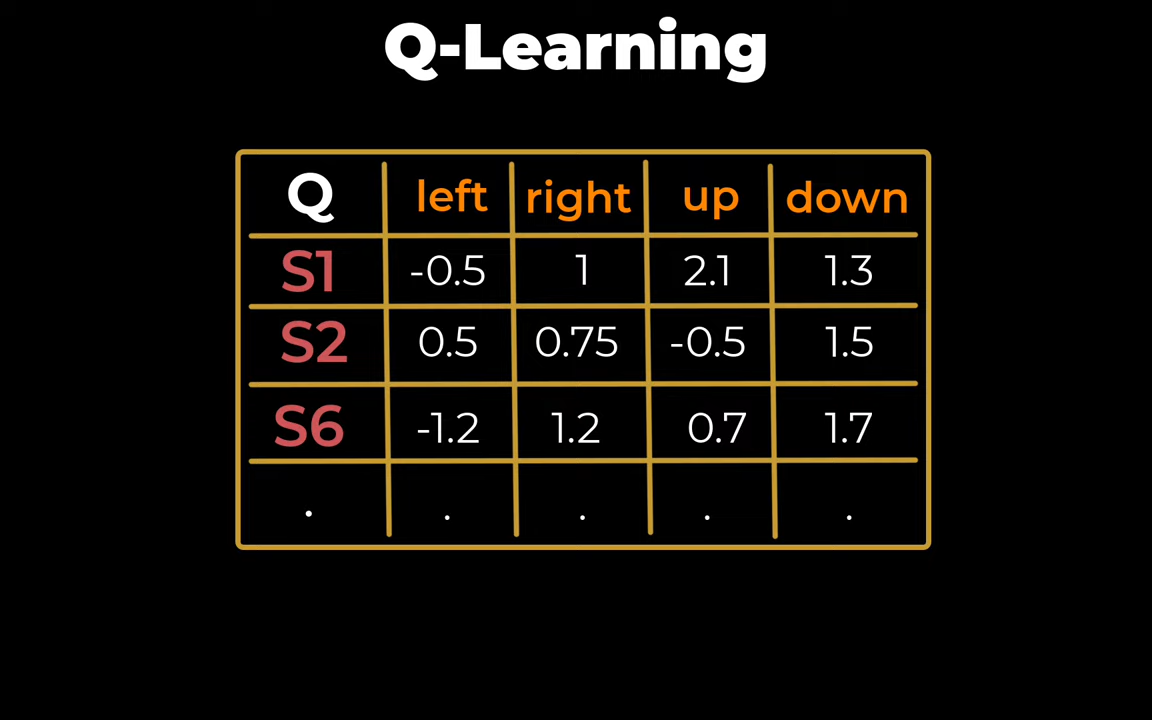 Q-Learning
Q left right up down
S1 -0.5 1 2.1 1.3
S2 0.5 0.75 -0.5 1.5
S6 -1.2 1.2 0.7 1.7
. . . . .